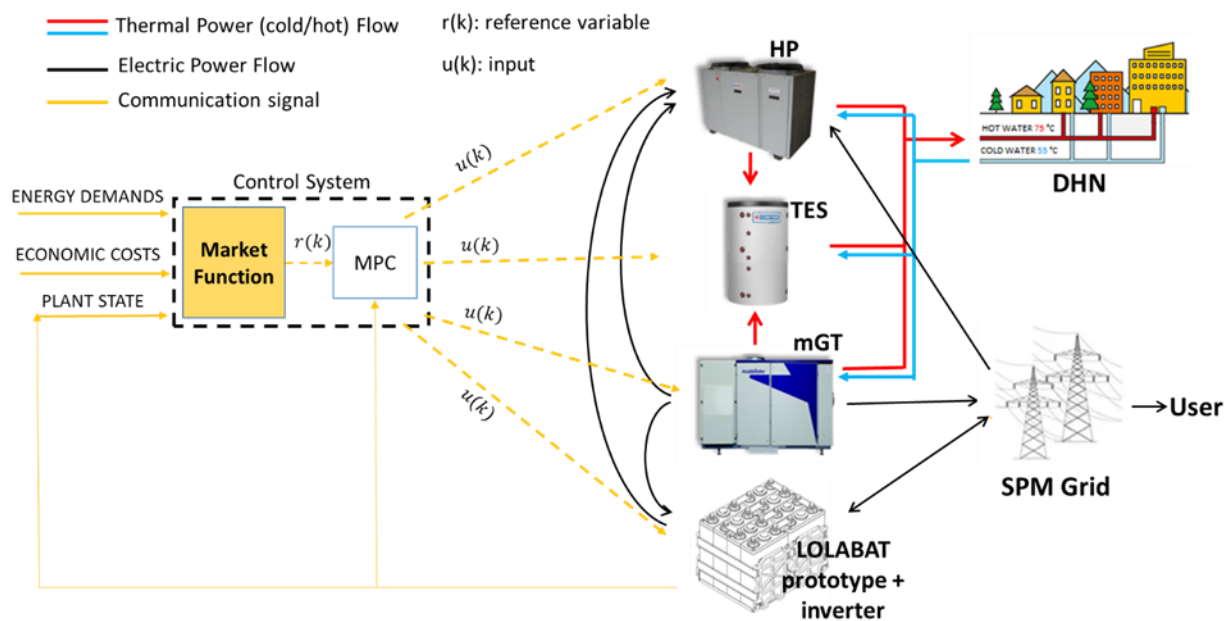 Thermal Power (cold/hot) Flow
Electric Power Flow
Communication signal
r(k): reference variable
u(k): input
HP
HOT WATER 75 °C
COLD WATER 55 °C
DHN
u(k)
Control System
ENERGY DEMANDS
ECONOMIC COSTS
PLANT STATE
Market
Function
r(k)
MPC
u(k)
TES
u(k)
mGT
u(k)
User
SPM Grid
LOLABAT
prototype +
inverter